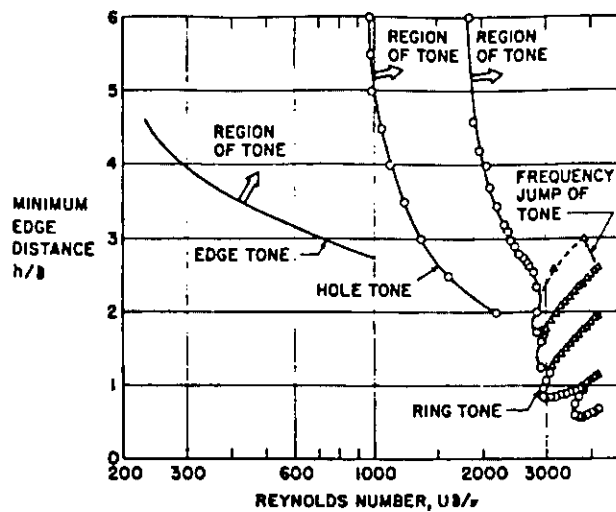 6
5
4
3
2
1
0
MINIMUM
EDGE
DISTANCE
h/δ
REGION
OF TONE
REGION
OF TONE
REGION
OF TONE
FREQUENCY
JUMP OF
TONE
EDGE TONE
HOLE TONE
RING TONE
200
300
600
1000
2000
3000
REYNOLDS NUMBER, Uδ/ν